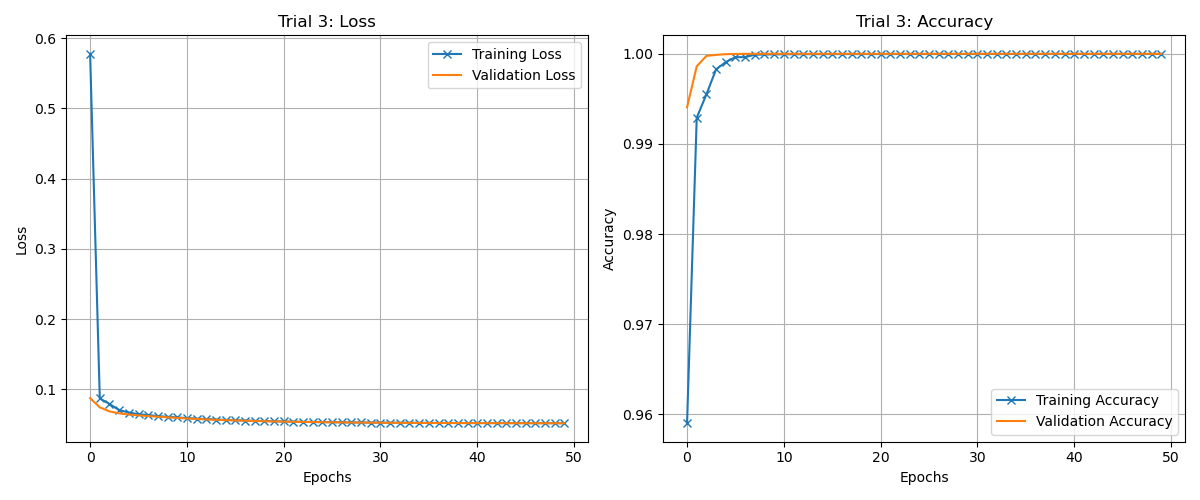 Trial 3: Loss
0.6
0.5
0.4
0.3
0.2
0.1
Loss
Training Loss
Validation Loss
0
10
20
30
40
50
Epochs
Trial 3: Accuracy
1.00
0.99
0.98
0.97
0.96
Accuracy
Training Accuracy
Validation Accuracy
0
10
20
30
40
50
Epochs